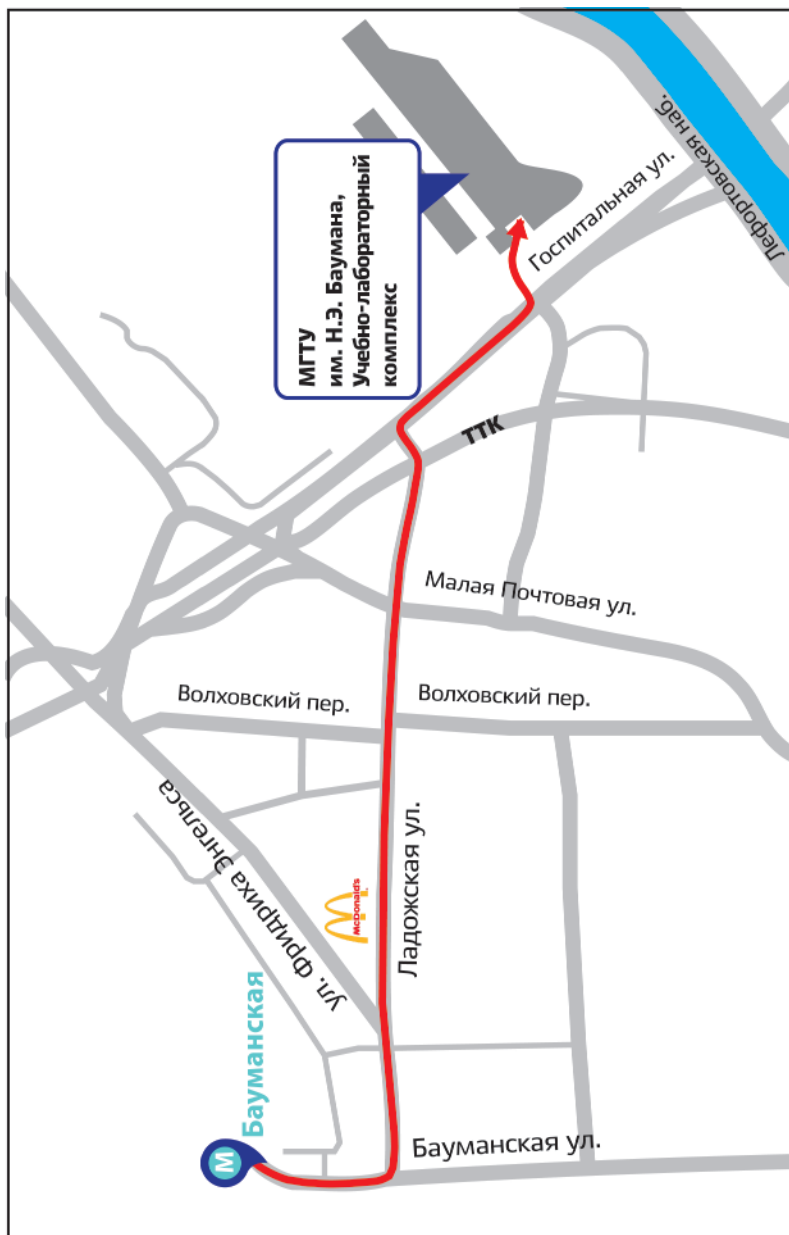 МГТУ
им. Н.Э. Баумана,
Учебно-лабораторный
комплекс
Лефортовская наб.
Госпитальная ул.
ТТК
Малая Почтовая ул.
Волховский пер.
Волховский пер.
ул. Фридриха Энгельса
McDonald's
Ладожская ул.
М
Бауманская
Бауманская ул.